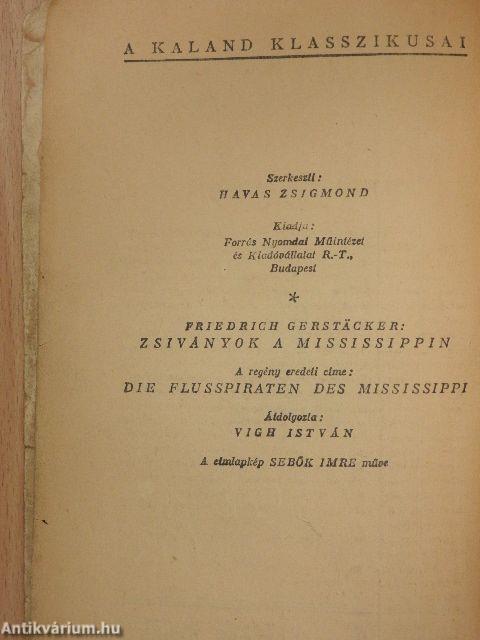 A KALAND KLASSZIKUSAI
Szerkeszti:
HAVAS ZSIGMOND
Kiadja:
Forrás Nyomdai Műintézet
és Kiadóvállalat R.-T.,
Budapest
*
FRIEDRICH GERSTÄCKER:
ZSIVÁNYOK A MISSISSIPPIN
A regény eredeti címe:
DIE FLUSSPIRATEN DES MISSISSIPPI
Átdolgozta:
VIGH ISTVÁN
A címlapkép SEBŐK IMRE műve
Antikvárium.hu